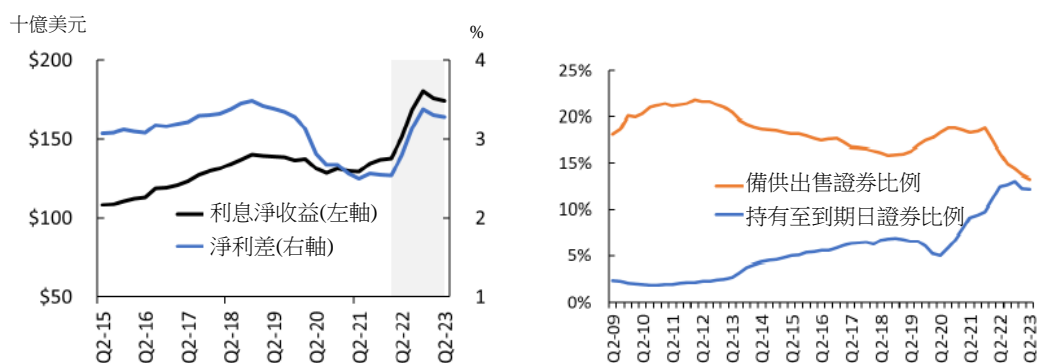 十億美元
%
$200
$150
$100
$50
4
3
2
1
利息淨收益(左軸)
淨利差(右軸)
Q2-15
Q2-16
Q2-17
Q2-18
Q2-19
Q2-20
Q2-21
Q2-22
Q2-23
25%
20%
15%
10%
5%
0%
備供出售證券比例
持有至到期日證券比例
Q2-09
Q2-10
Q2-11
Q2-12
Q2-13
Q2-14
Q2-15
Q2-16
Q2-17
Q2-18
Q2-19
Q2-20
Q2-21
Q2-22
Q2-23